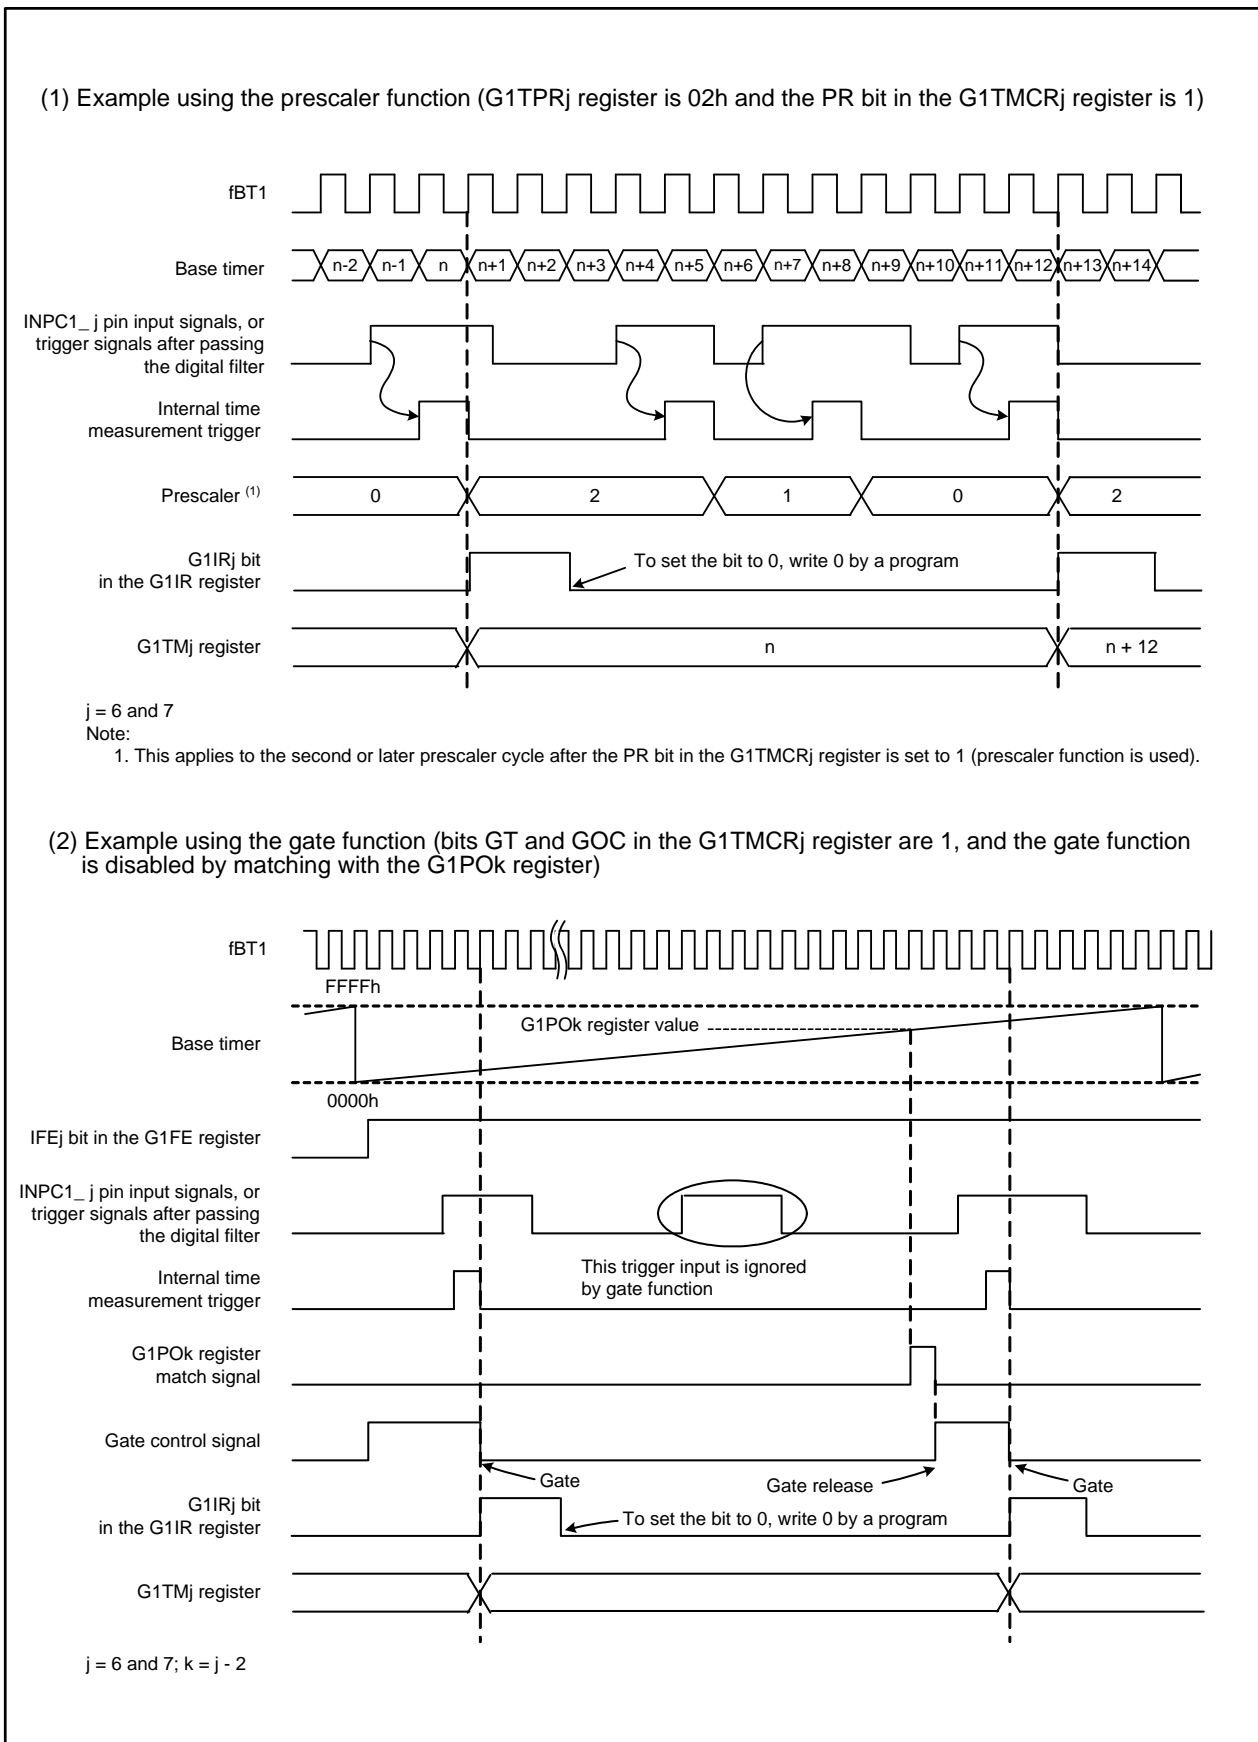 (1) Example using the prescaler function (G1TPRj register is 02h and the PR bit in the G1TMCRj register is 1)
fBT1
Base timer
n-2 n-1 n n+1 n+2 n+3 n+4 n+5 n+6 n+7 n+8 n+9 n+10 n+11 n+12 n+13 n+14
INPC1_ j pin input signals, or
trigger signals after passing
the digital filter
Internal time
measurement trigger
Prescaler (1)
0 2 1 0 2
G1IRj bit
in the G1IR register
To set the bit to 0, write 0 by a program
G1TMj register
n n + 12
j = 6 and 7
Note:
1. This applies to the second or later prescaler cycle after the PR bit in the G1TMCRj register is set to 1 (prescaler function is used).
(2) Example using the gate function (bits GT and GOC in the G1TMCRj register are 1, and the gate function
is disabled by matching with the G1POk register)
fBT1
FFFFh
Base timer
G1POk register value
0000h
IFEj bit in the G1FE register
INPC1_ j pin input signals, or
trigger signals after passing
the digital filter
This trigger input is ignored
by gate function
Internal time
measurement trigger
G1POk register
match signal
Gate control signal
Gate Gate release Gate
G1IRj bit
in the G1IR register
To set the bit to 0, write 0 by a program
G1TMj register
j = 6 and 7; k = j - 2